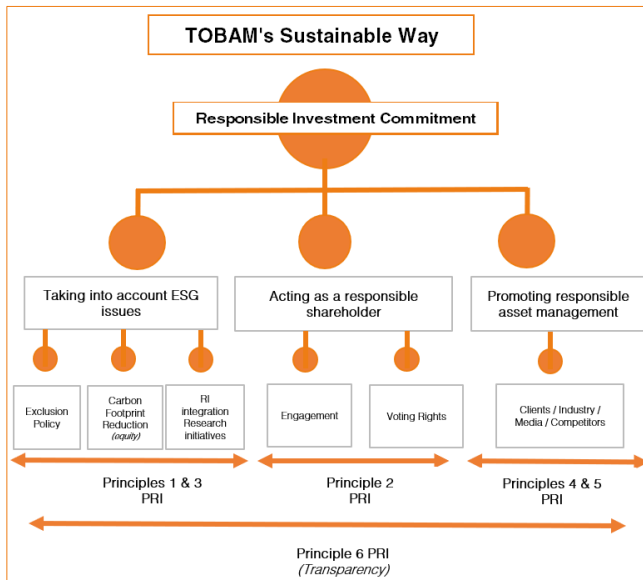 TOBAM's Sustainable Way
Responsible Investment Commitment
Taking into account ESG
issues
Acting as a responsible
shareholder
Promoting responsible
asset management
Exclusion
Policy
Carbon
Footprint
Reduction
(equity)
RI
integration
Research
initiatives
Engagement
Voting Rights
Clients / Industry /
Media / Competitors
Principles 1 & 3
PRI
Principle 2
PRI
Principles 4 & 5
PRI
Principle 6 PRI
(Transparency)